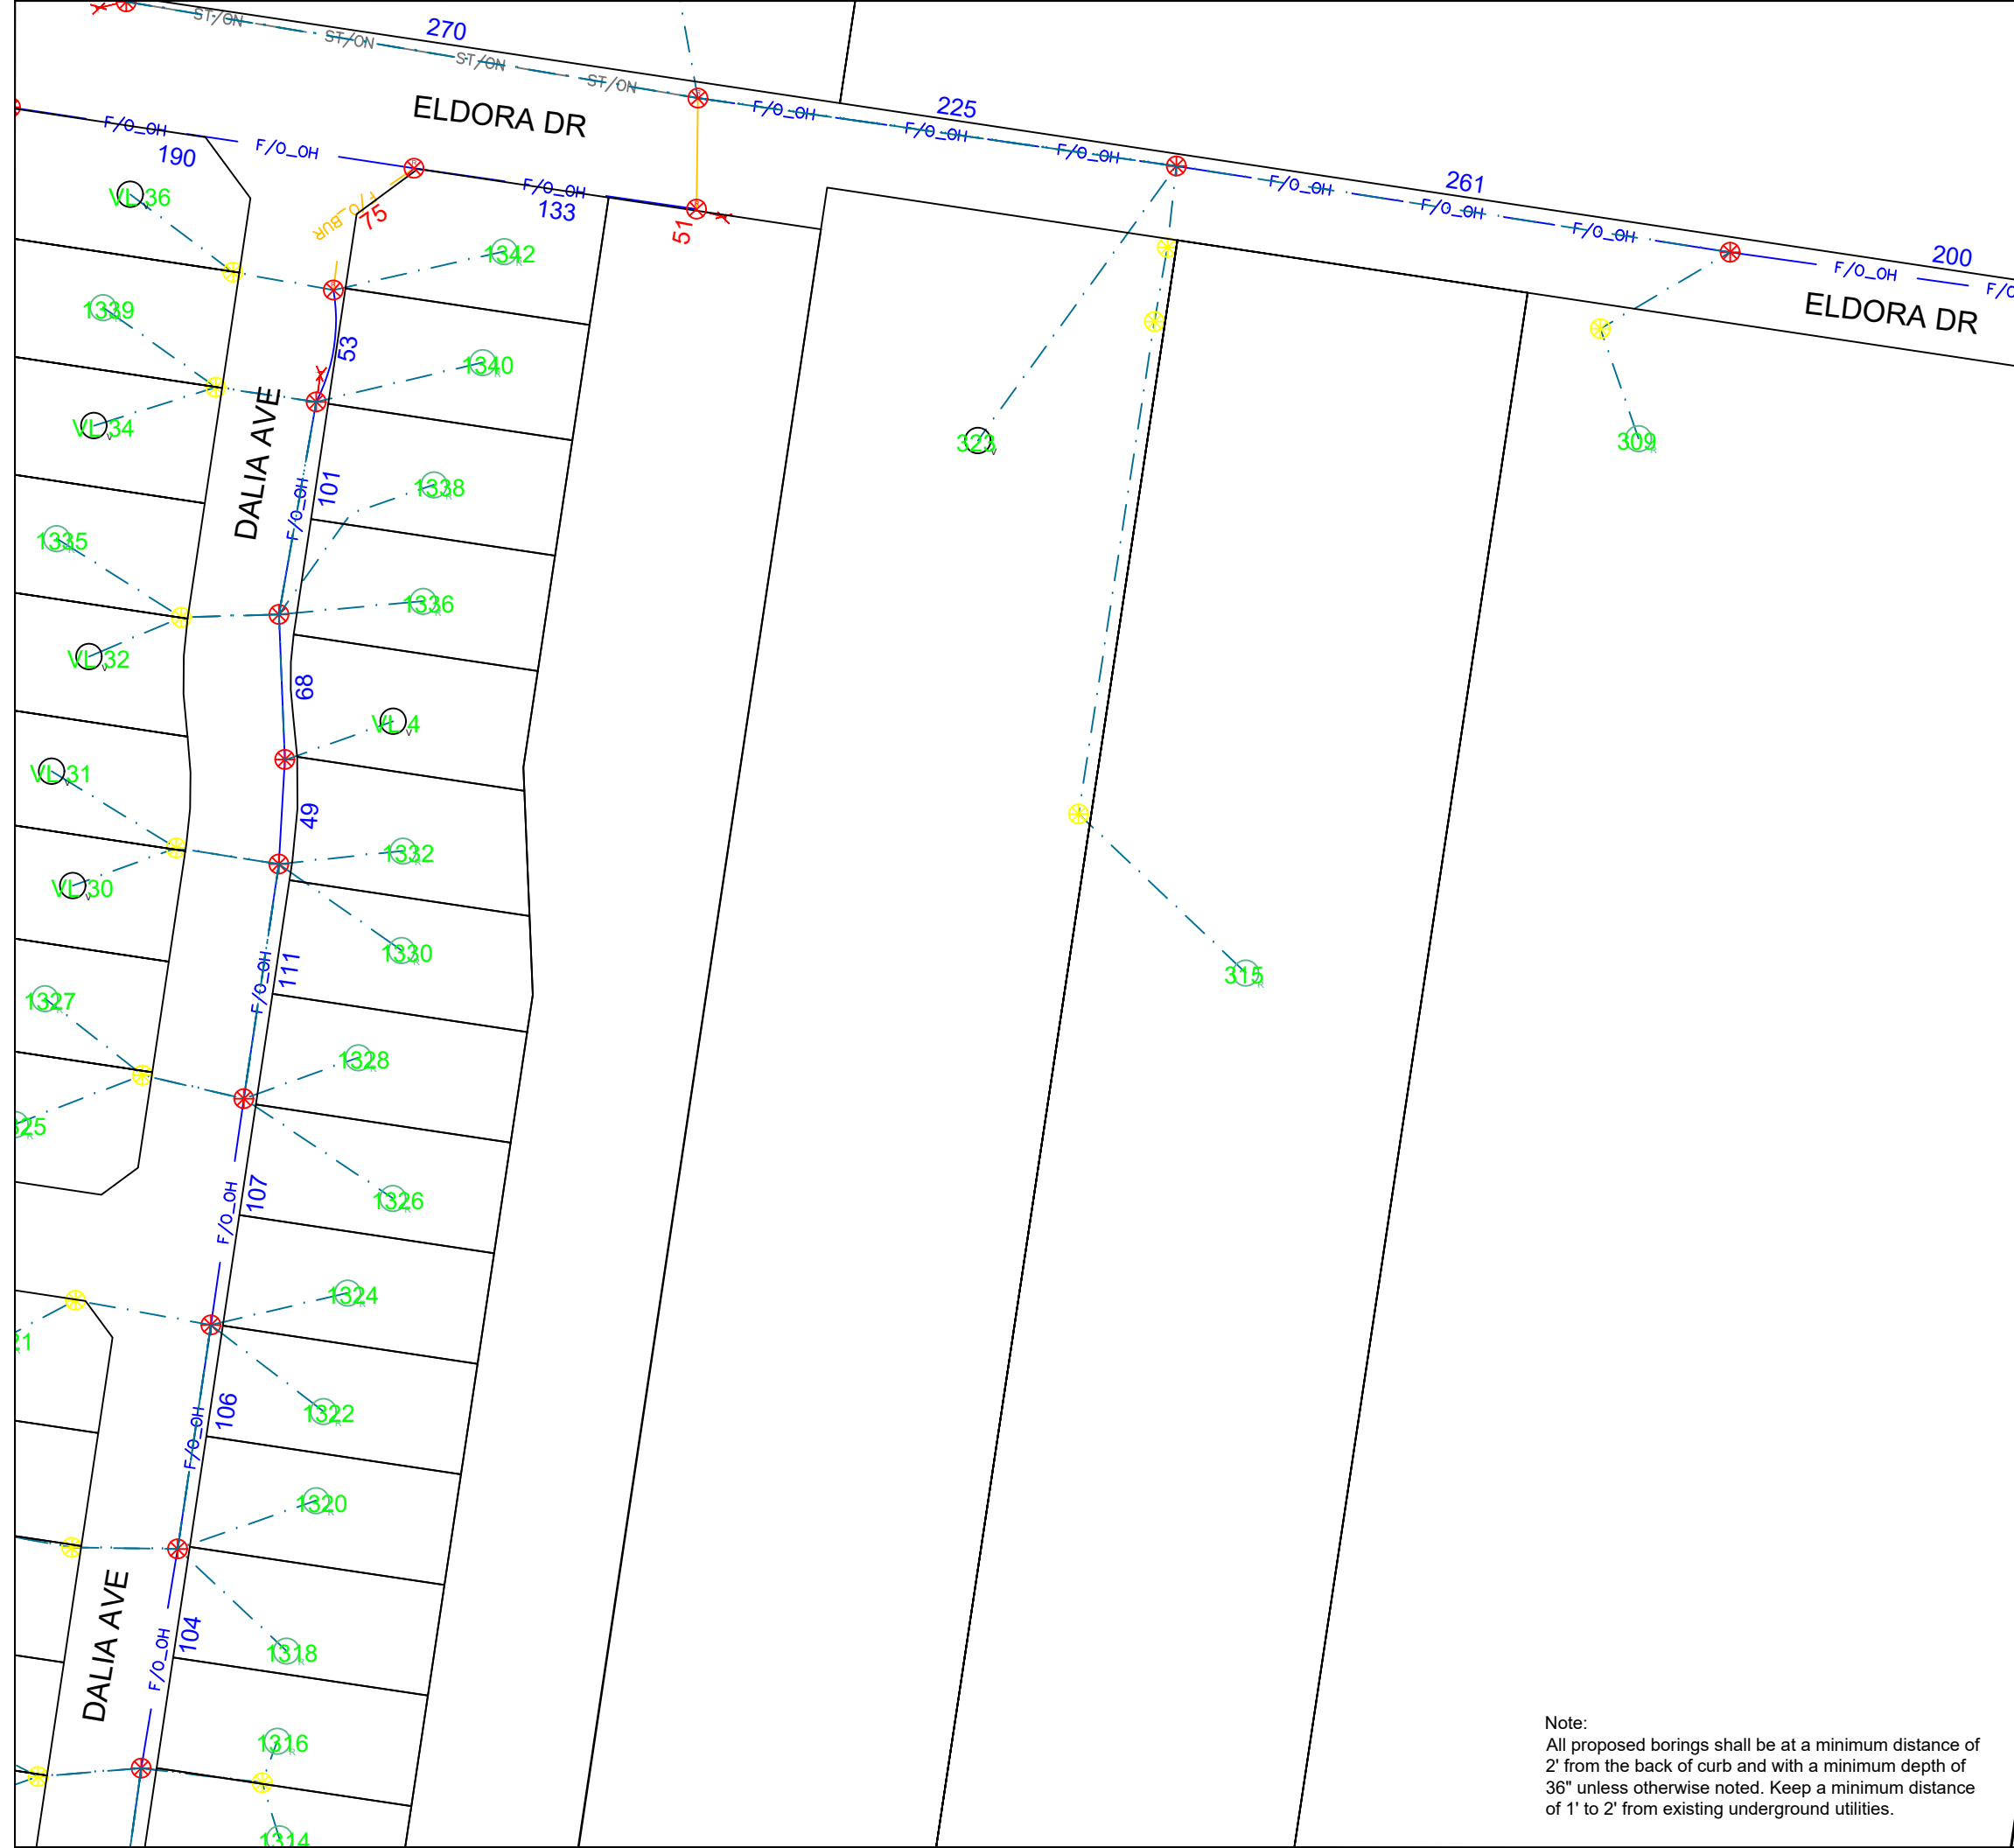 ST/ON
270
ST/ON
ST/ON
ST/ON
ELDORA DR
F/O_OH
225
F/O_OH
F/O_OH
F/O_OH
190
F/O_OH
F/O_OH
261
F/O_OH
F/O_OH
F/O_OH
200
F/O_OH
ELDORA DR
VL 36
F/O_BUR
75
F/O_OH
133
51
1342
R
1339
53
1340
R
VL 34
V
DALIA AVE
F/O_OH
101
1338
R
323
V
309
R
1335
R
1336
R
VL 32
V
68
VL 4
V
VL 31
V
49
1332
R
VL 30
V
1330
R
F/O_OH
111
315
R
1327
R
1328
R
325
R
F/O_OH
107
1326
R
1324
R
21
F/O_OH
106
1322
R
1320
R
DALIA AVE
F/O_OH
104
1318
R
1316
R
1314
Note:
All proposed borings shall be at a minimum distance of
2' from the back of curb and with a minimum depth of
36" unless otherwise noted. Keep a minimum distance
of 1' to 2' from existing underground utilities.